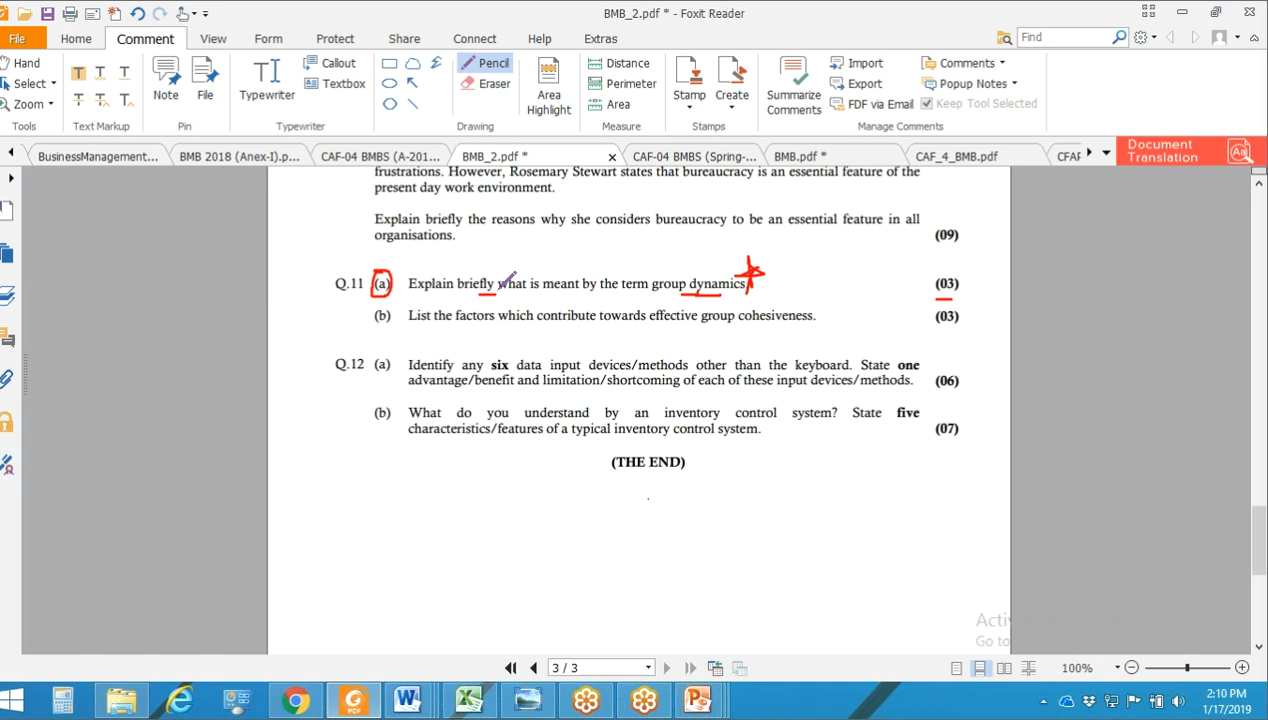 BMB_2.pdf * - Foxit Reader
File Home Comment View Form Protect Share Connect Help Extras Find
Hand
Select
Zoom
Tools
Text Markup
Note
File
Pin
Typewriter
Callout
Textbox
Typewriter
Pencil
Eraser
Area Highlight
Drawing
Distance
Perimeter
Area
Measure
Stamp
Create
Stamps
Summarize Comments
Import
Export
FDF via Email
Comments
Popup Notes
Keep Tool Selected
Manage Comments
BusinessManagement... BMB 2018 (Anex-I).p... CAF-04 BMBS (A-201... BMB_2.pdf * CAF-04 BMBS (Spring-... BMB.pdf * CAF_4_BMB.pdf CFAP
Document Translation
frustrations. However, Rosemary Stewart states that bureaucracy is an essential feature of the
present day work environment.
Explain briefly the reasons why she considers bureaucracy to be an essential feature in all
organisations. (09)
Q.11 (a) Explain briefly what is meant by the term group dynamics (03)
(b) List the factors which contribute towards effective group cohesiveness. (03)
Q.12 (a) Identify any six data input devices/methods other than the keyboard. State one
advantage/benefit and limitation/shortcoming of each of these input devices/methods. (06)
(b) What do you understand by an inventory control system? State five
characteristics/features of a typical inventory control system. (07)
(THE END)
3 / 3
100%
2:10 PM
1/17/2019